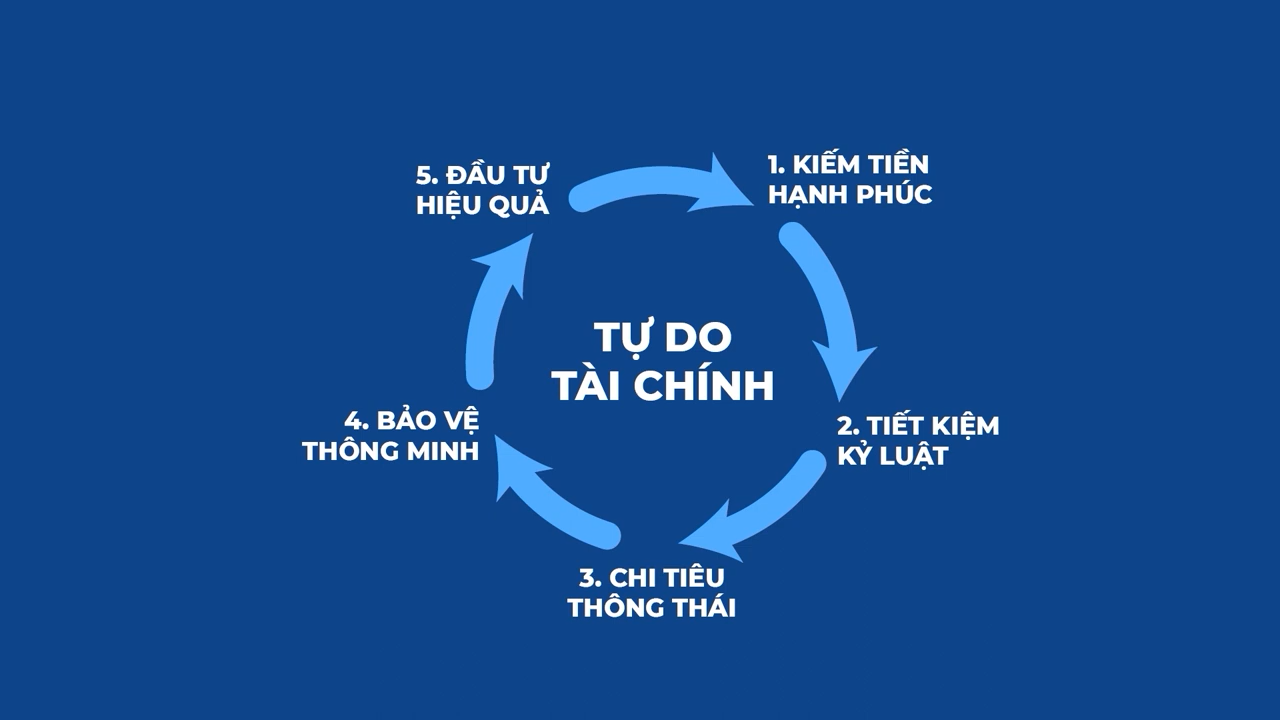 TỰ DO
TÀI CHÍNH
1. KIẾM TIỀN
HẠNH PHÚC
2. TIẾT KIỆM
KỶ LUẬT
3. CHI TIÊU
THÔNG THÁI
4. BẢO VỆ
THÔNG MINH
5. ĐẦU TƯ
HIỆU QUẢ